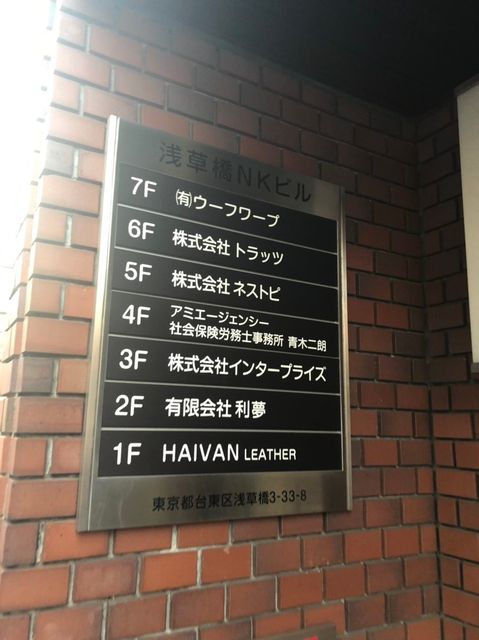 浅草橋NKビル
7F ㈲ウーフワープ
6F 株式会社 トラッツ
5F 株式会社 ネストピ
4F アミエージェンシー
社会保険労務士事務所 青木二朗
3F 株式会社インタープライズ
2F 有限会社 利夢
1F HAIVAN LEATHER
東京都台東区浅草橋3-33-8